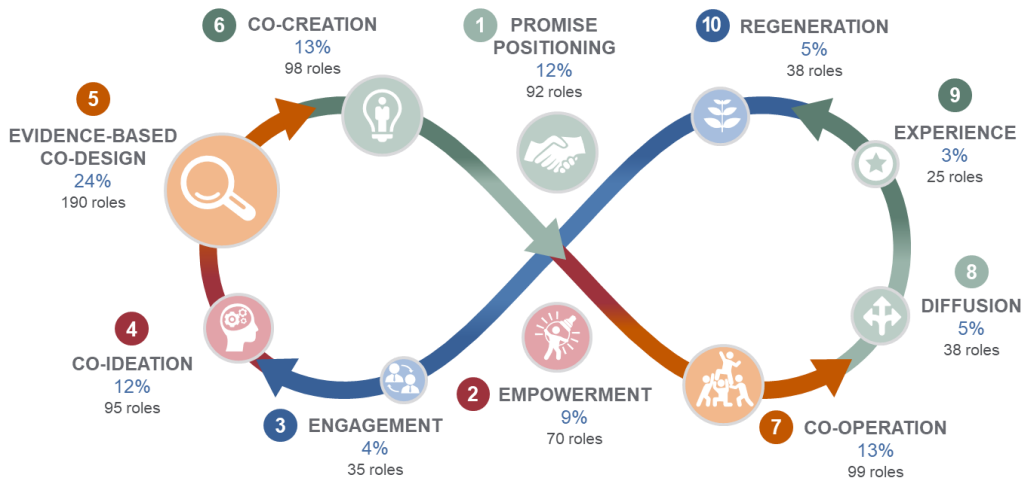 1
PROMISE
POSITIONING
12%
92 roles
2
EMPOWERMENT
9%
70 roles
3
ENGAGEMENT
4%
35 roles
4
CO-IDEATION
12%
95 roles
5
EVIDENCE-BASED
CO-DESIGN
24%
190 roles
6
CO-CREATION
13%
98 roles
7
CO-OPERATION
13%
99 roles
8
DIFFUSION
5%
38 roles
9
EXPERIENCE
3%
25 roles
10
REGENERATION
5%
38 roles